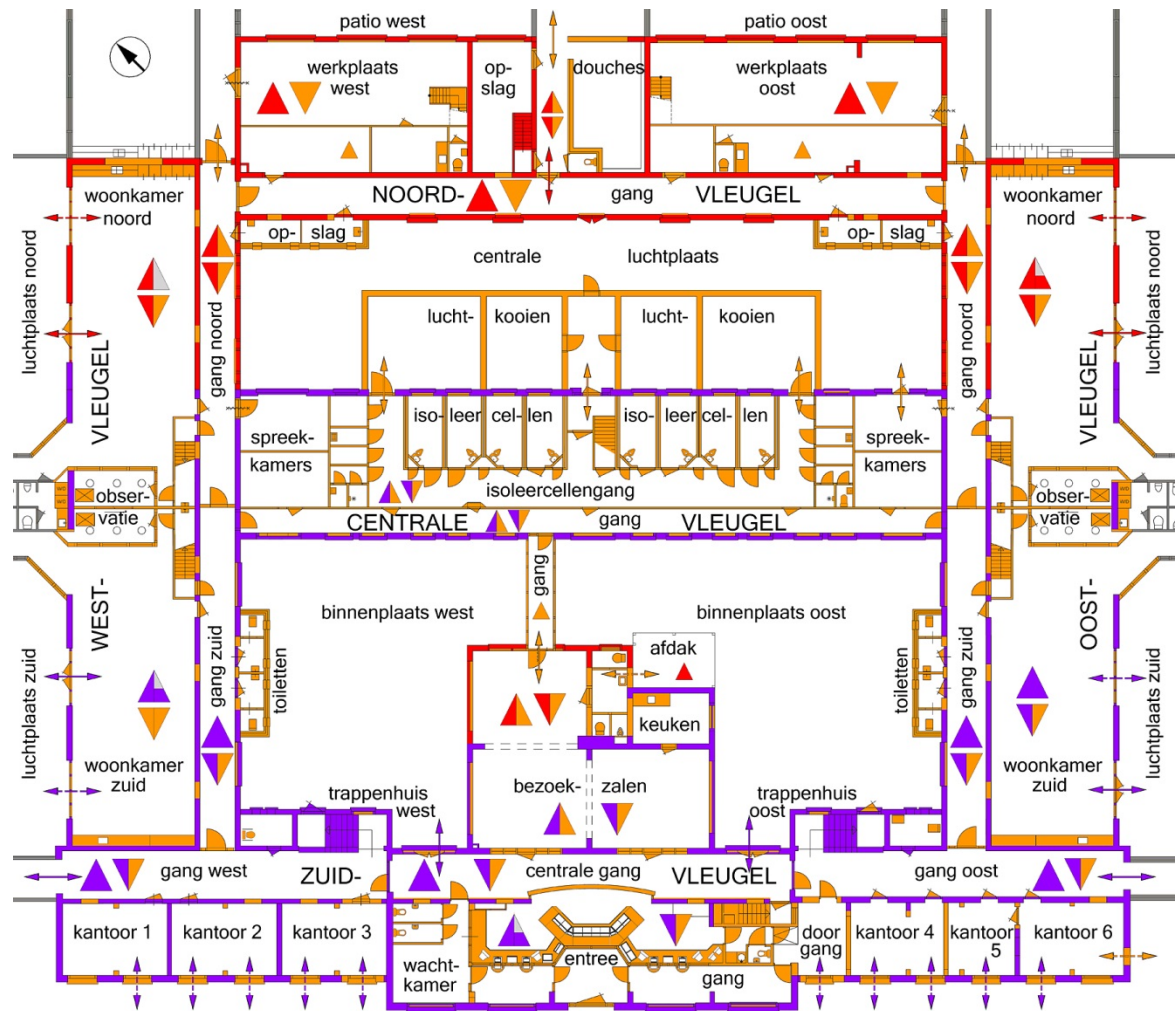 patio west
patio oost
werkplaats
west
op-
slag
douches
werkplaats
oost
woonkamer
noord
NOORD-
gang
VLEUGEL
woonkamer
noord
op-
slag
op-
slag
centrale
luchtplaats
luchtplaats noord
gang noord
gang noord
luchtplaats noord
lucht-
kooien
lucht-
kooien
VLEUGEL
VLEUGEL
iso-
leer
cel-
len
iso-
leer
cel-
len
spreek-
kamers
spreek-
kamers
isoleercellengang
obser-
vatie
obser-
vatie
CENTRALE
gang
VLEUGEL
gang
WEST-
OOST-
binnenplaats west
binnenplaats oost
luchtplaats zuid
gang zuid
toiletten
afdak
toiletten
gang zuid
luchtplaats zuid
keuken
woonkamer
zuid
woonkamer
zuid
bezoek-
zalen
trappenhuis
west
trappenhuis
oost
gang west
ZUID-
centrale gang
VLEUGEL
gang oost
kantoor 1
kantoor 2
kantoor 3
wacht-
kamer
entree
gang
door
gang
kantoor 4
kantoor
5
kantoor 6